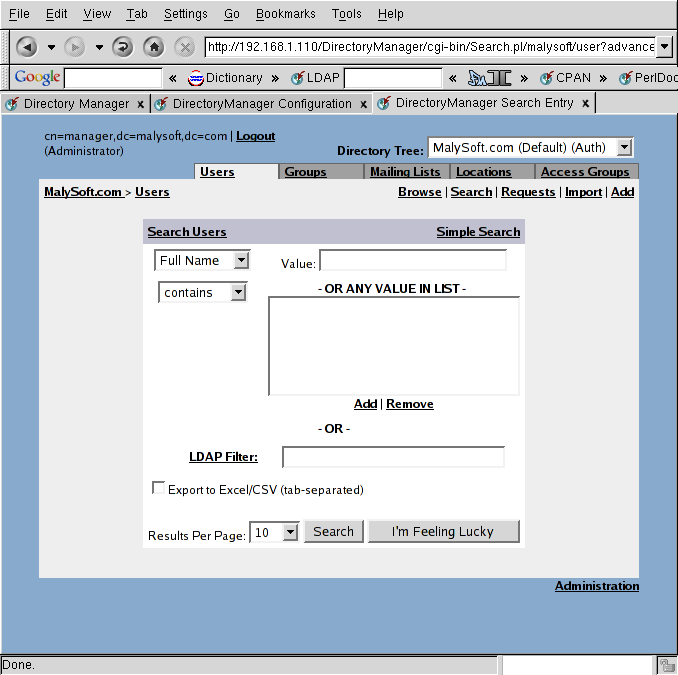 File Edit View Tab Settings Go Bookmarks Tools Help
http://192.168.1.110/DirectoryManager/cgi-bin/Search.pl/malysoft/user?advance
Google « Dictionary » LDAP « » CPAN » PerlDoc
Directory Manager x DirectoryManager Configuration x DirectoryManager Search Entry x
cn=manager,dc=malysoft,dc=com | Logout
(Administrator)
Directory Tree: MalySoft.com (Default) (Auth)
Users Groups Mailing Lists Locations Access Groups
MalySoft.com > Users Browse | Search | Requests | Import | Add
Search Users Simple Search
Full Name Value:
contains - OR ANY VALUE IN LIST -
Add | Remove
- OR -
LDAP Filter:
Export to Excel/CSV (tab-separated)
Results Per Page: 10 Search I'm Feeling Lucky
Administration
Done.